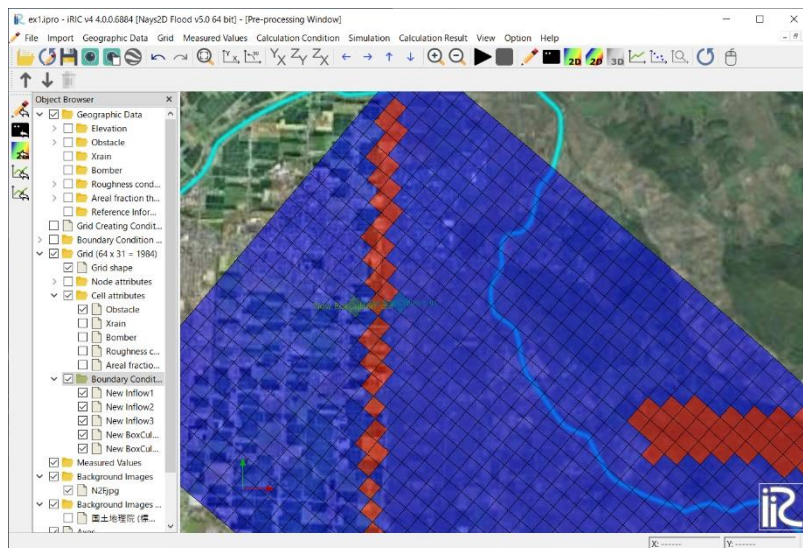 ex1.ipro - iRIC v4 4.0.0.6884 [Nays2D Flood v5.0 64 bit] - [Pre-processing Window]
File Import Geographic Data Grid Measured Values Calculation Condition Simulation Calculation Result View Option Help
2D 2D 3D
Object Browser
Geographic Data
Elevation
Obstacle
Xrain
Bomber
Roughness cond...
Areal fraction th...
Reference Infor...
Grid Creating Condit...
Boundary Condition ...
Grid (64 x 31 = 1984)
Grid shape
Node attributes
Cell attributes
Obstacle
Xrain
Bomber
Roughness c...
Areal fractio...
Boundary Condit...
New Inflow1
New Inflow2
New Inflow3
New BoxCul...
New BoxCul...
Measured Values
Background Images
Background Images ...
国土地理院 (標...
Axes
iRiC
X: ------
Y: ------